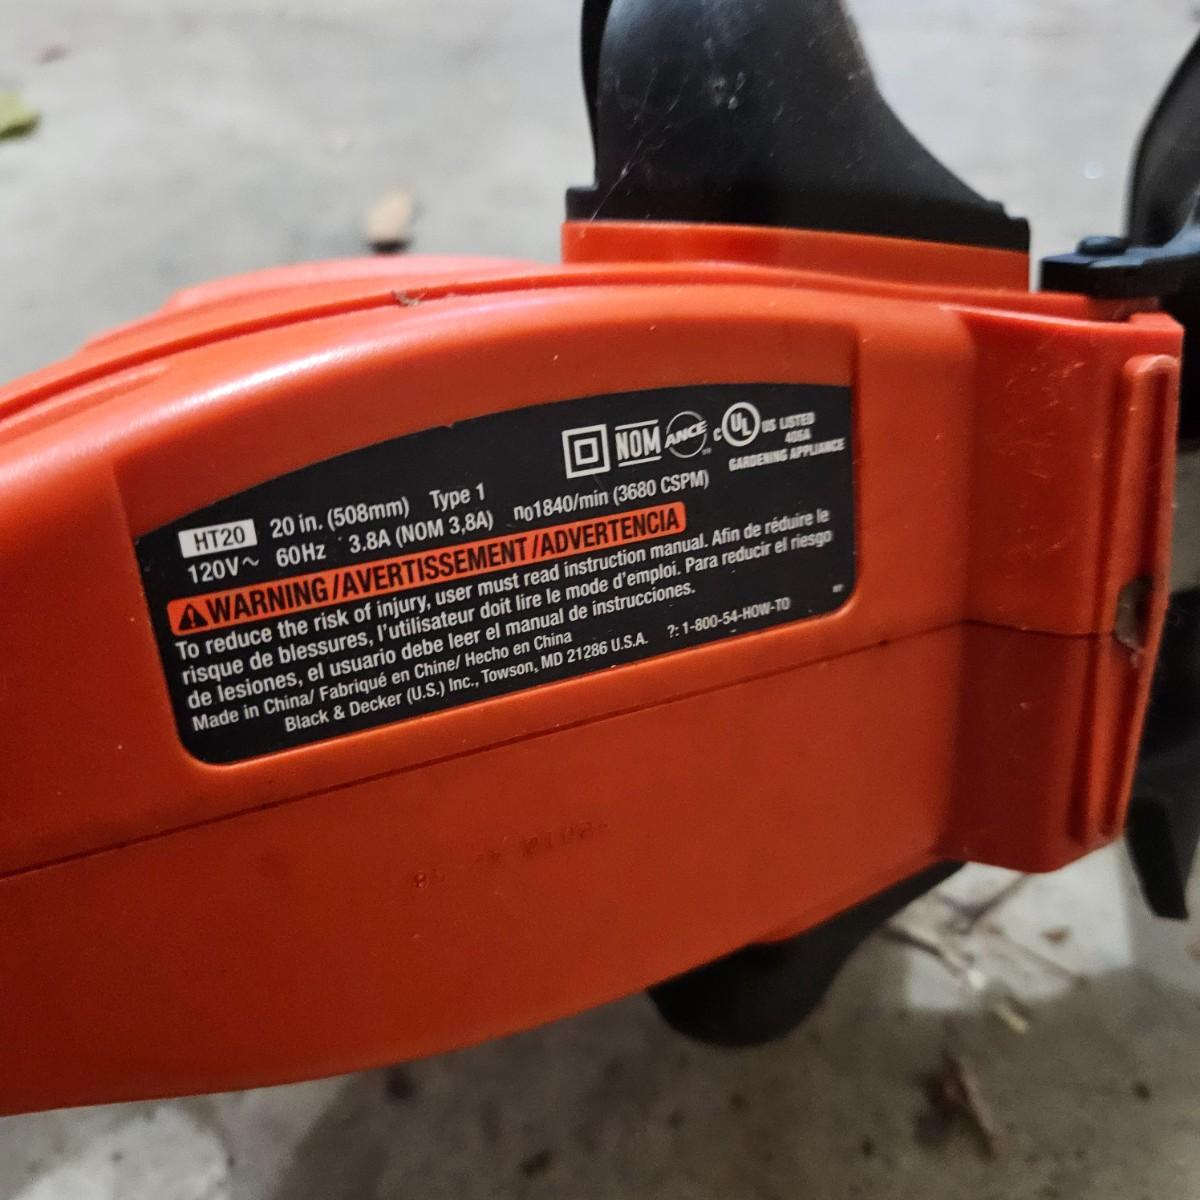 NOM ANCE c UL US LISTED
406A
GARDENING APPLIANCE
HT20 20 in. (508mm) Type 1
120V~ 60Hz 3.8A (NOM 3,8A) no1840/min (3680 CSPM)
WARNING/AVERTISSEMENT/ADVERTENCIA
To reduce the risk of injury, user must read instruction manual. Afin de réduire le
risque de blessures, l'utilisateur doit lire le mode d'emploi. Para reducir el riesgo
de lesiones, el usuario debe leer el manual de instrucciones.
Made in China/ Fabriqué en Chine/ Hecho en China
Black & Decker (U.S.) Inc., Towson, MD 21286 U.S.A. ?: 1-800-54-HOW-TO